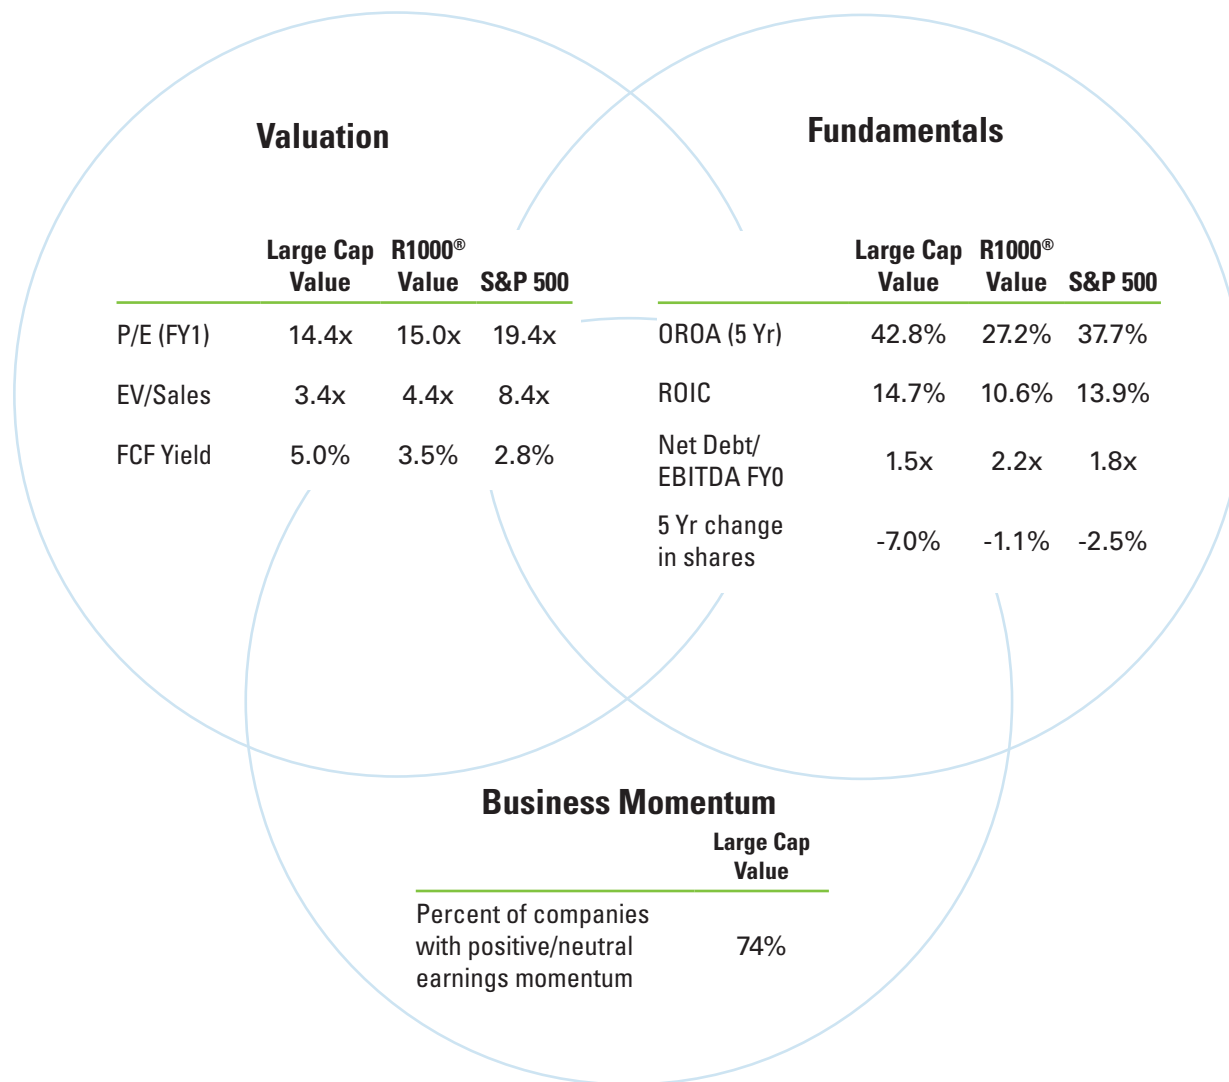 Valuation
Large Cap R1000®
Value Value S&P 500
P/E (FY1) 14.4x 15.0x 19.4x
EV/Sales 3.4x 4.4x 8.4x
FCF Yield 5.0% 3.5% 2.8%
Fundamentals
Large Cap R1000®
Value Value S&P 500
OROA (5 Yr) 42.8% 27.2% 37.7%
ROIC 14.7% 10.6% 13.9%
Net Debt/
EBITDA FY0 1.5x 2.2x 1.8x
5 Yr change
in shares -7.0% -1.1% -2.5%
Business Momentum
Large Cap
Value
Percent of companies
with positive/neutral 74%
earnings momentum